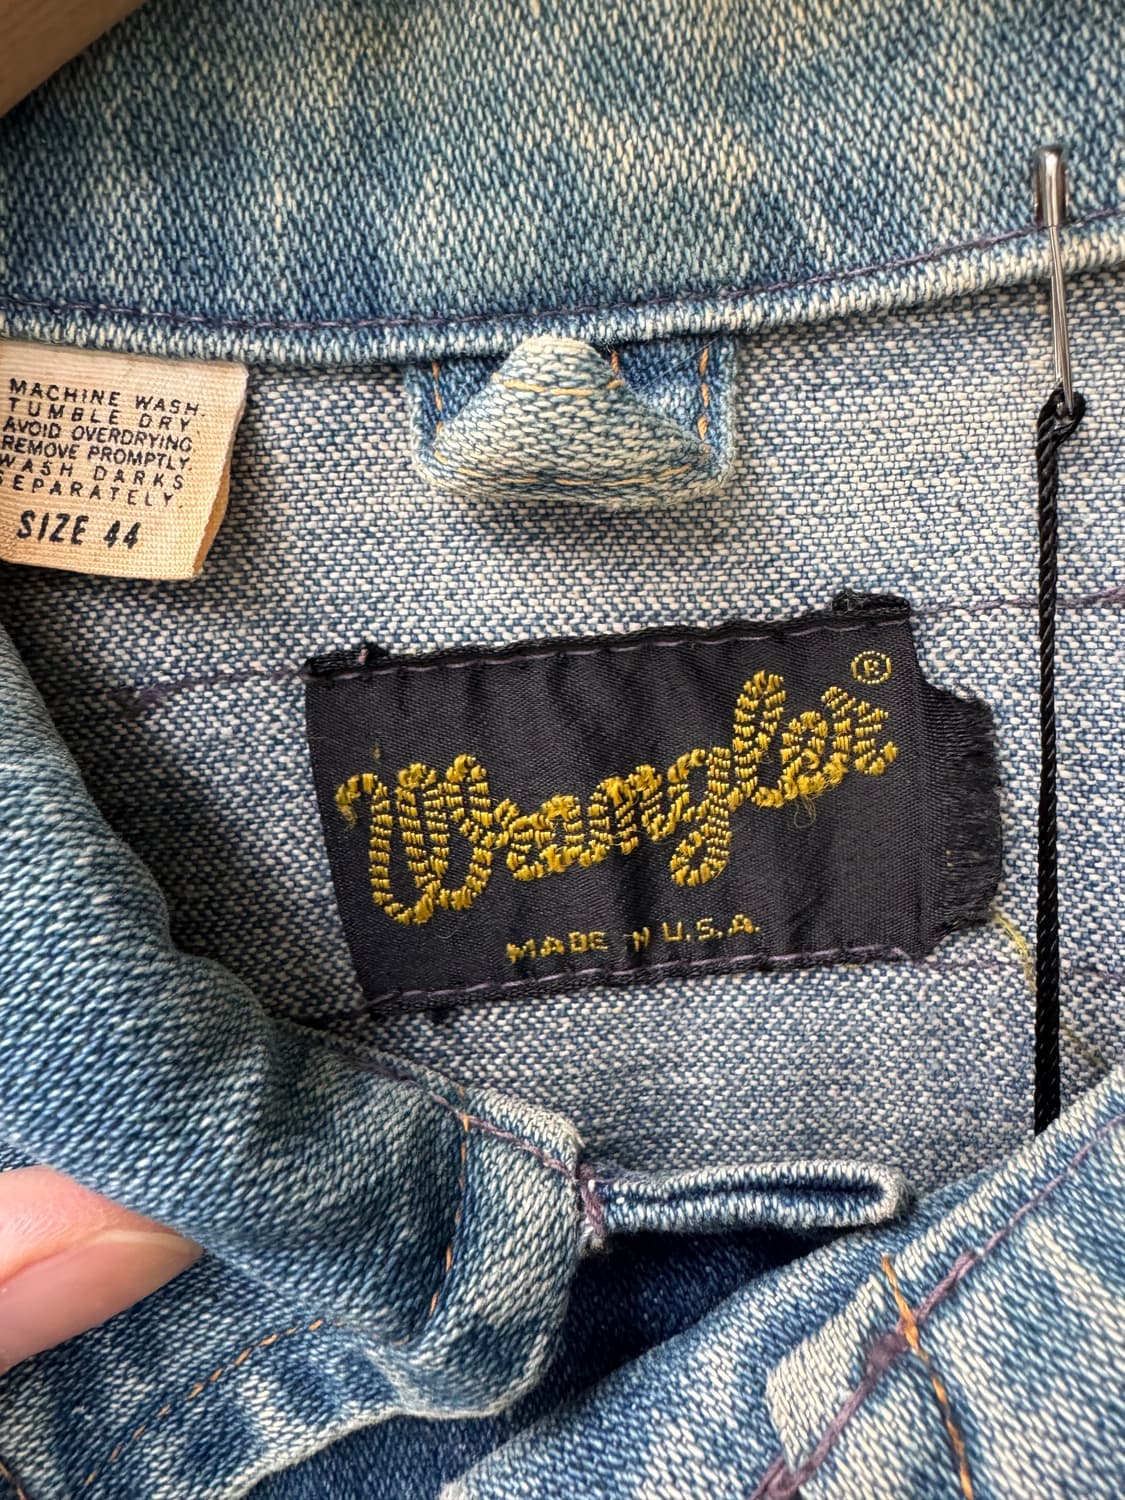 MACHINE WASH.
TUMBLE DRY
AVOID OVERDRYING
REMOVE PROMPTLY.
WASH DARKS
SEPARATELY.
SIZE 44
Wrangler®
MADE IN U.S.A.